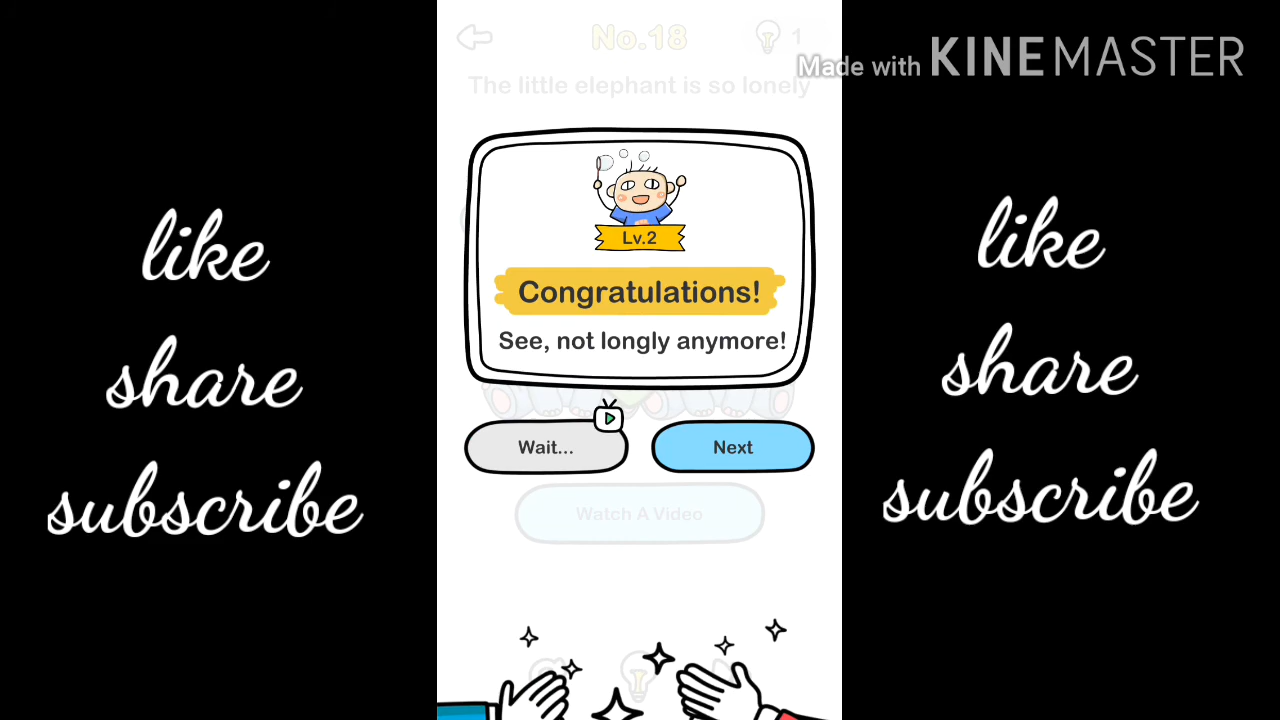 No.18
1
Made with KINEMASTER
The little elephant is so lonely
Lv.2
Congratulations!
See, not longly anymore!
Wait...
Next
Watch A Video
like
share
subscribe
like
share
subscribe